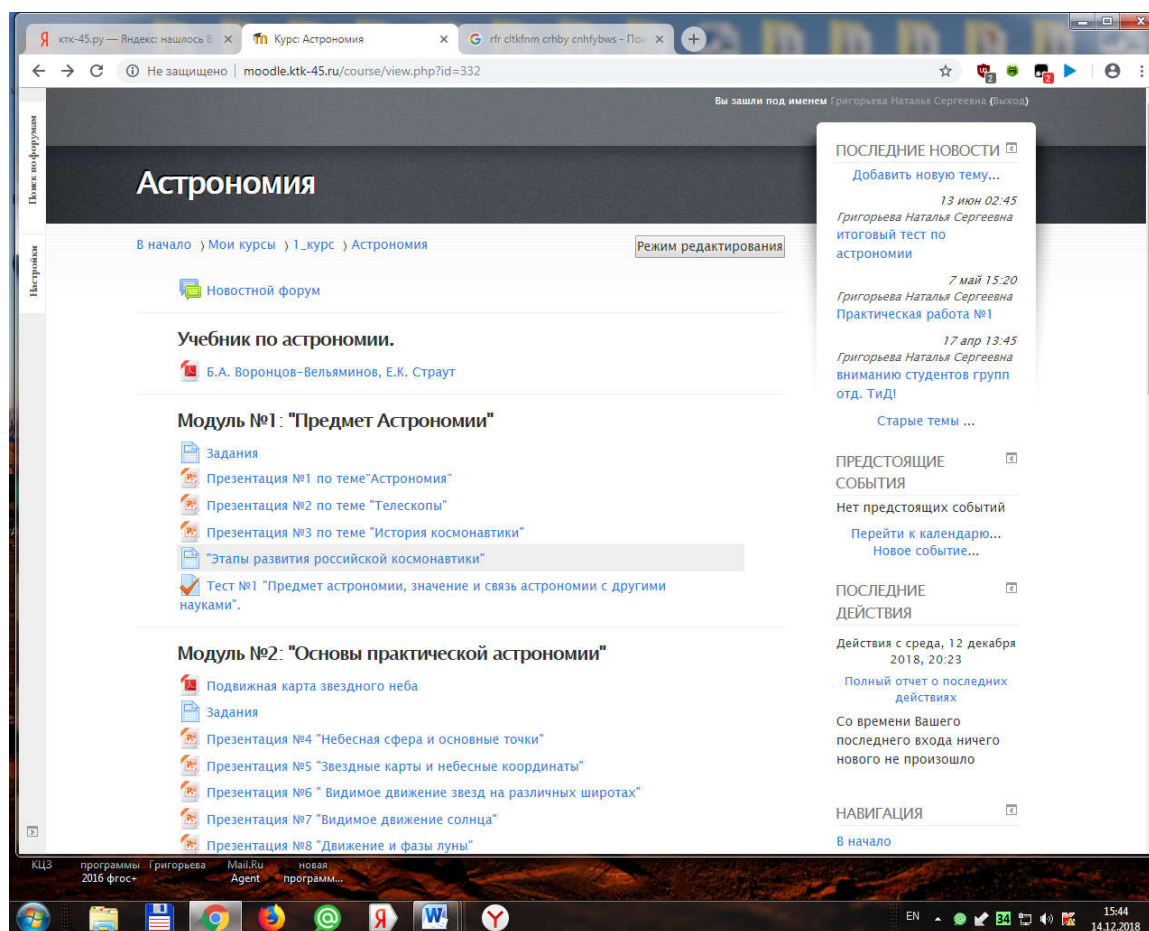 ктк-45.ру — Яндекс: нашлось 8
Курс: Астрономия
rfr cltkfnm crhby cnhfybws - Пои
Не защищено | moodle.ktk-45.ru/course/view.php?id=332
Вы зашли под именем Григорьева Наталья Сергеевна (Выход)
Поиск по форумам
Настройки
Астрономия
В начало
Мои курсы
1_курс
Астрономия
Режим редактирования
Новостной форум
Учебник по астрономии.
Б.А. Воронцов-Вельяминов, Е.К. Страут
Модуль №1: "Предмет Астрономии"
Задания
Презентация №1 по теме"Астрономия"
Презентация №2 по теме "Телескопы"
Презентация №3 по теме "История космонавтики"
"Этапы развития российской космонавтики"
Тест №1 "Предмет астрономии, значение и связь астрономии с другими
науками".
Модуль №2: "Основы практической астрономии"
Подвижная карта звездного неба
Задания
Презентация №4 "Небесная сфера и основные точки"
Презентация №5 "Звездные карты и небесные координаты"
Презентация №6 " Видимое движение звезд на различных широтах"
Презентация №7 "Видимое движение солнца"
Презентация №8 "Движение и фазы луны"
ПОСЛЕДНИЕ НОВОСТИ
Добавить новую тему...
13 июн 02:45
Григорьева Наталья Сергеевна
итоговый тест по
астрономии
7 май 15:20
Григорьева Наталья Сергеевна
Практическая работа №1
17 апр 13:45
Григорьева Наталья Сергеевна
вниманию студентов групп
отд. ТиД!
Старые темы ...
ПРЕДСТОЯЩИЕ
СОБЫТИЯ
Нет предстоящих событий
Перейти к календарю...
Новое событие...
ПОСЛЕДНИЕ
ДЕЙСТВИЯ
Действия с среда, 12 декабря
2018, 20:23
Полный отчет о последних
действиях
Со времени Вашего
последнего входа ничего
нового не произошло
НАВИГАЦИЯ
В начало
КЦЗ
программы
2016 фгос+
Григорьева
Mail.Ru
Agent
новая
программ...
EN
34
15:44
14.12.2018